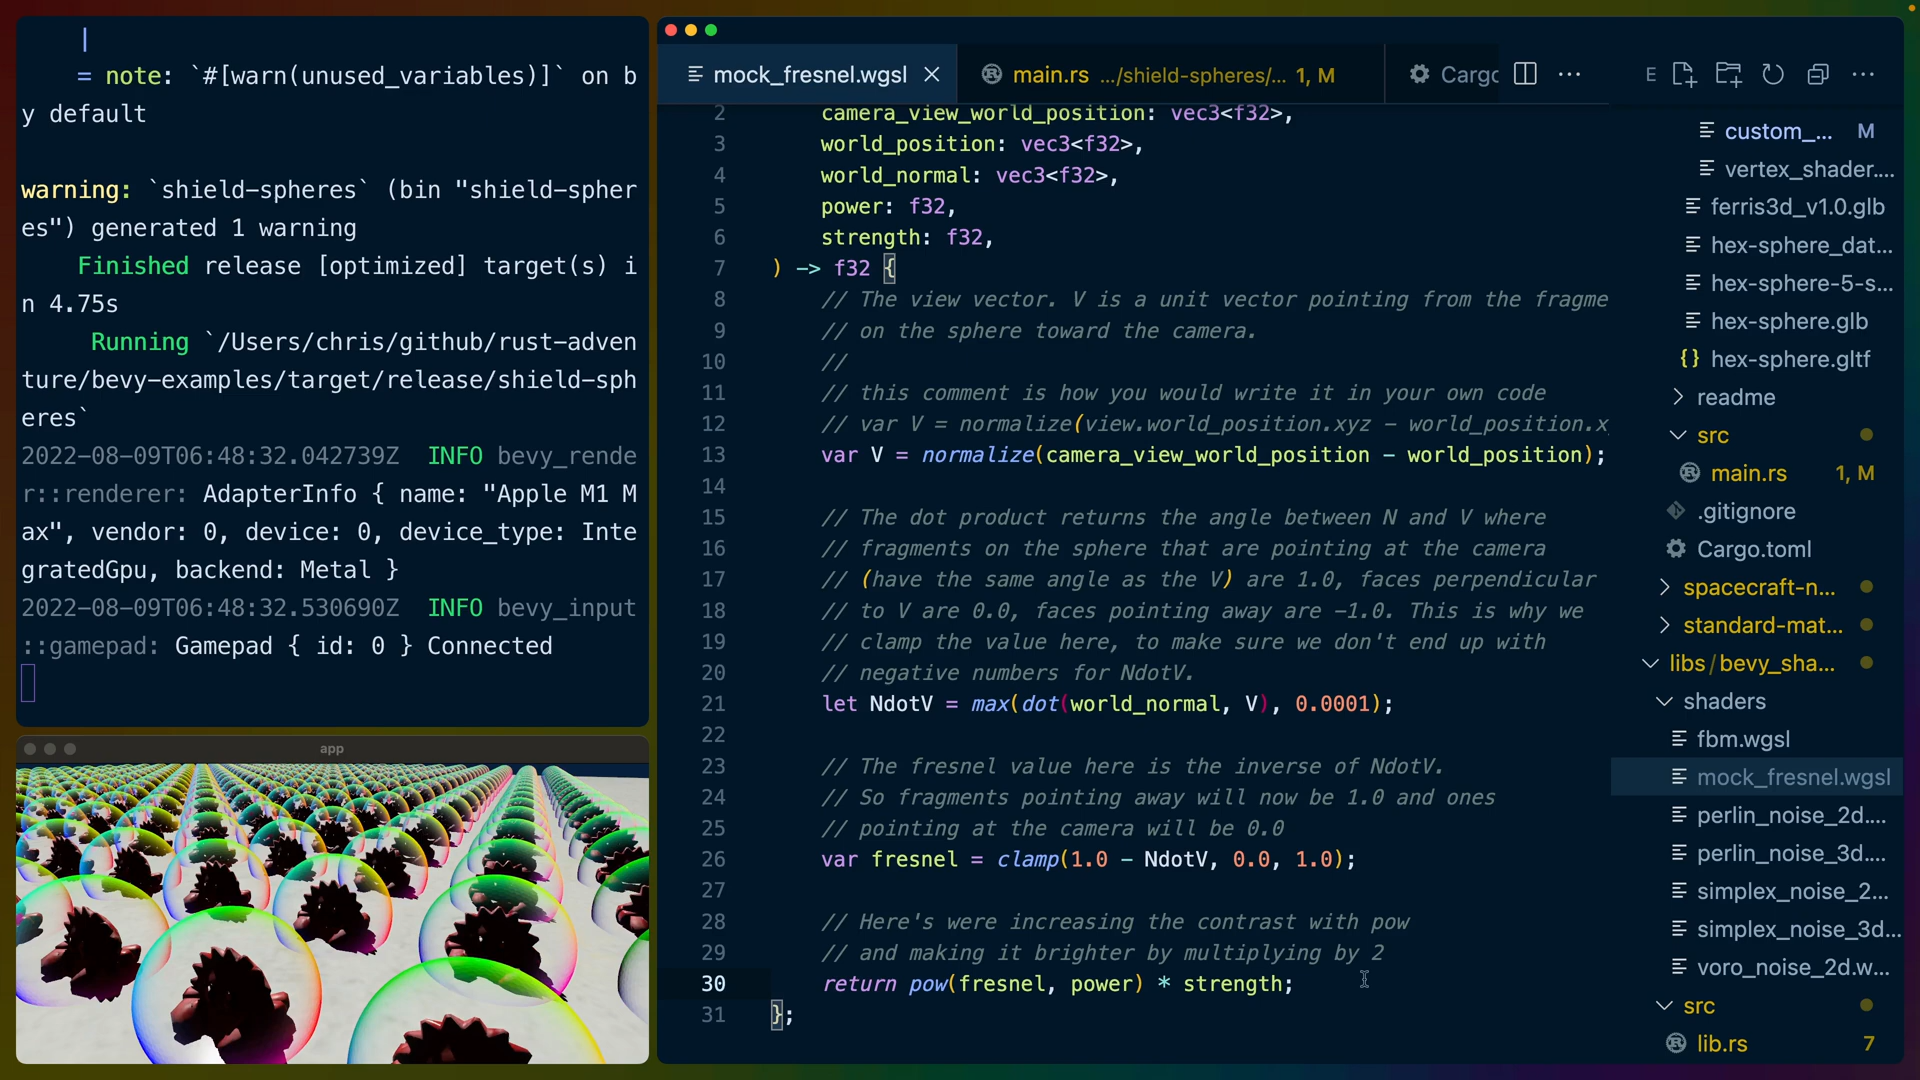 |
= note: `#[warn(unused_variables)]` on b
y default
warning: `shield-spheres` (bin "shield-spher
es") generated 1 warning
Finished release [optimized] target(s) i
n 4.75s
Running `/Users/chris/github/rust-adven
ture/bevy-examples/target/release/shield-sph
eres`
2022-08-09T06:48:32.042739Z  INFO bevy_rende
r::renderer: AdapterInfo { name: "Apple M1 M
ax", vendor: 0, device: 0, device_type: Inte
gratedGpu, backend: Metal }
2022-08-09T06:48:32.530690Z  INFO bevy_input
::gamepad: Gamepad { id: 0 } Connected
app
mock_fresnel.wgsl
main.rs .../shield-spheres/... 1, M
Cargo
2 camera_view_world_position: vec3<f32>,
3 world_position: vec3<f32>,
4 world_normal: vec3<f32>,
5 power: f32,
6 strength: f32,
7 ) -> f32 {
8 // The view vector. V is a unit vector pointing from the fragme
9 // on the sphere toward the camera.
10 //
11 // this comment is how you would write it in your own code
12 // var V = normalize(view.world_position.xyz - world_position.x
13 var V = normalize(camera_view_world_position - world_position);
14
15 // The dot product returns the angle between N and V where
16 // fragments on the sphere that are pointing at the camera
17 // (have the same angle as the V) are 1.0, faces perpendicular
18 // to V are 0.0, faces pointing away are -1.0. This is why we
19 // clamp the value here, to make sure we don't end up with
20 // negative numbers for NdotV.
21 let NdotV = max(dot(world_normal, V), 0.0001);
22
23 // The fresnel value here is the inverse of NdotV.
24 // So fragments pointing away will now be 1.0 and ones
25 // pointing at the camera will be 0.0
26 var fresnel = clamp(1.0 - NdotV, 0.0, 1.0);
27
28 // Here's were increasing the contrast with pow
29 // and making it brighter by multiplying by 2
30 return pow(fresnel, power) * strength;
31 };
E
custom_... M
vertex_shader....
ferris3d_v1.0.glb
hex-sphere_dat...
hex-sphere-5-s...
hex-sphere.glb
{} hex-sphere.gltf
readme
src
main.rs 1, M
.gitignore
Cargo.toml
spacecraft-n...
standard-mat...
libs/bevy_sha...
shaders
fbm.wgsl
mock_fresnel.wgsl
perlin_noise_2d....
perlin_noise_3d....
simplex_noise_2...
simplex_noise_3d...
voro_noise_2d.w...
src
lib.rs 7